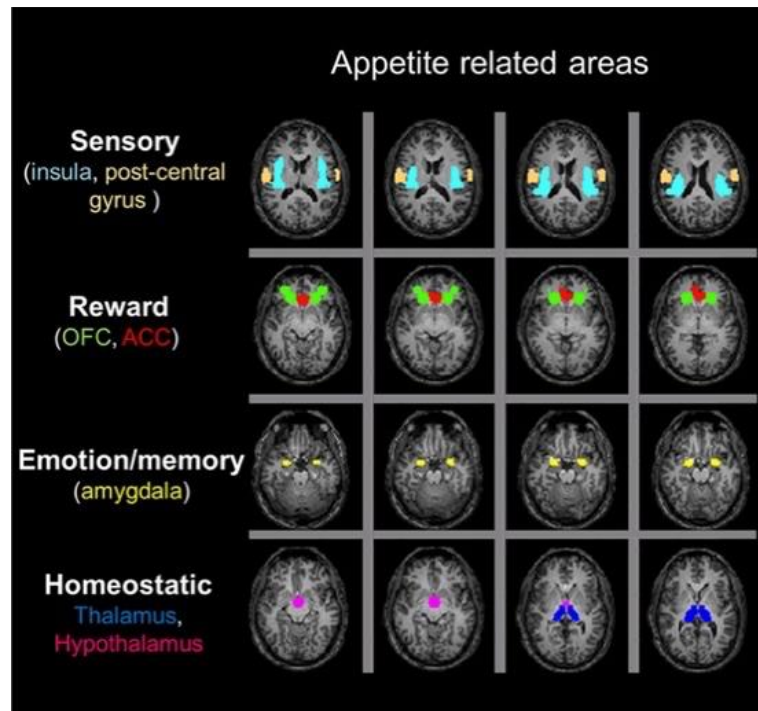 Appetite related areas
Sensory
(insula, post-central
gyrus )
Reward
(OFC, ACC)
Emotion/memory
(amygdala)
Homeostatic
Thalamus,
Hypothalamus